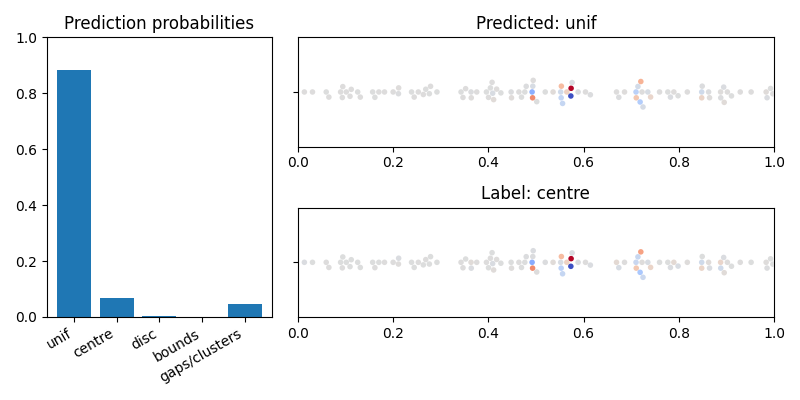 Prediction probabilities
1.0
0.8
0.6
0.4
0.2
0.0
unif
centre
disc
bounds
gaps/clusters
Predicted: unif
0.0 0.2 0.4 0.6 0.8 1.0
Label: centre
0.0 0.2 0.4 0.6 0.8 1.0